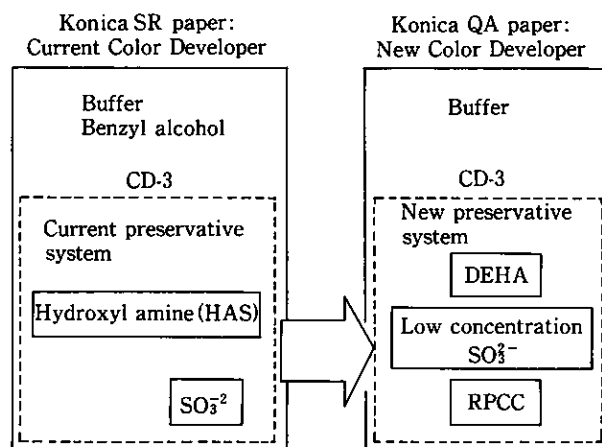 Konica SR paper:
Current Color Developer
Buffer
Benzyl alcohol
CD-3
Current preservative
system
Hydroxyl amine(HAS)
SO₃⁻²
Konica QA paper:
New Color Developer
Buffer
CD-3
New preservative
system
DEHA
Low concentration
SO₃²⁻
RPCC